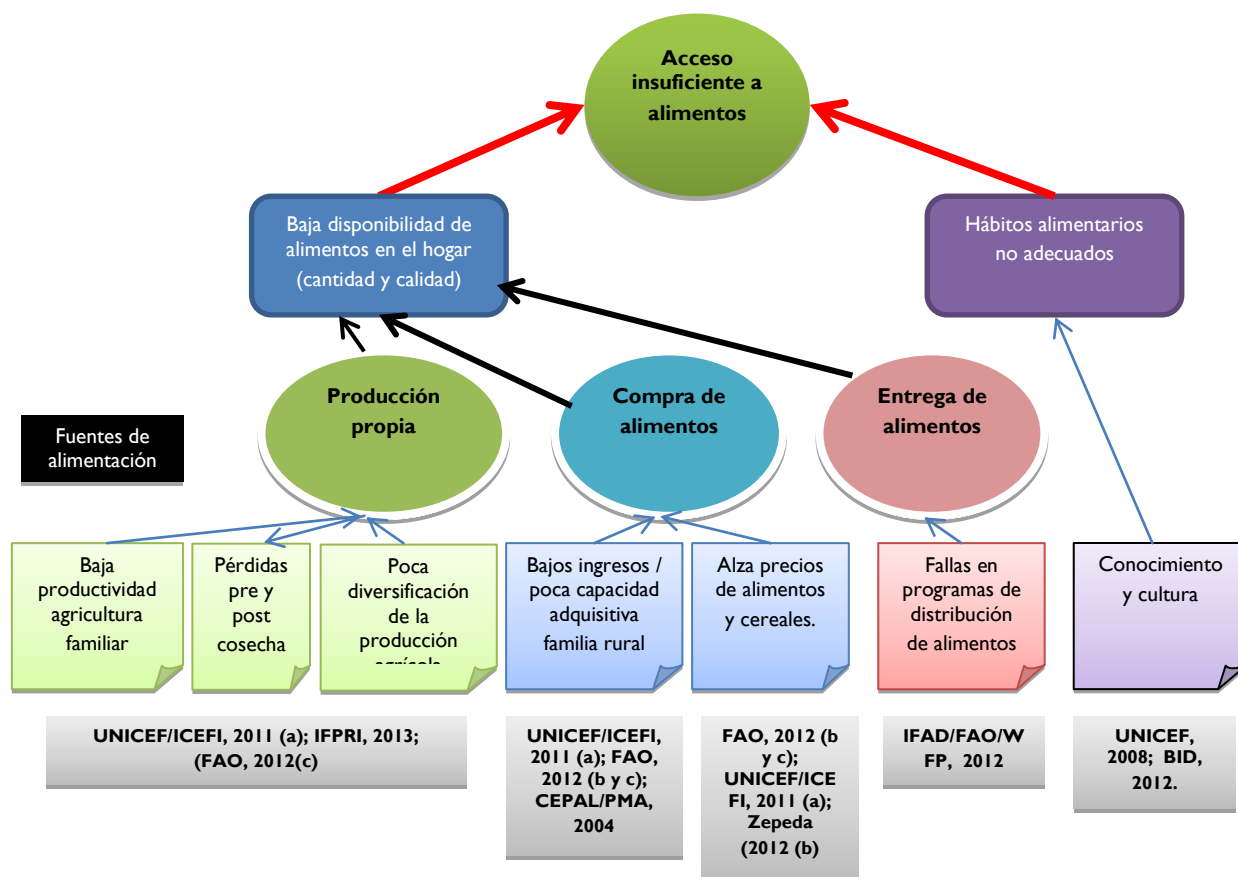 Acceso
insuficiente a
alimentos
Baja disponibilidad de
alimentos en el hogar
(cantidad y calidad)
Hábitos alimentarios
no adecuados
Producción
propia
Compra de
alimentos
Entrega de
alimentos
Fuentes de
alimentación
Baja
productividad
agricultura
familiar
Pérdidas
pre y
post
cosecha
Poca
diversificación
de la
producción
agrícola
Bajos ingresos /
poca capacidad
adquisitiva
familia rural
Alza precios
de alimentos
y cereales.
Fallas en
programas de
distribución
de alimentos
Conocimiento
y cultura
UNICEF/ICEFI, 2011 (a); IFPRI, 2013;
(FAO, 2012(c)
UNICEF/ICEFI,
2011 (a); FAO,
2012 (b y c);
CEPAL/PMA,
2004
FAO, 2012 (b
y c);
UNICEF/ICE
FI, 2011 (a);
Zepeda
(2012 (b)
IFAD/FAO/W
FP, 2012
UNICEF,
2008; BID,
2012.